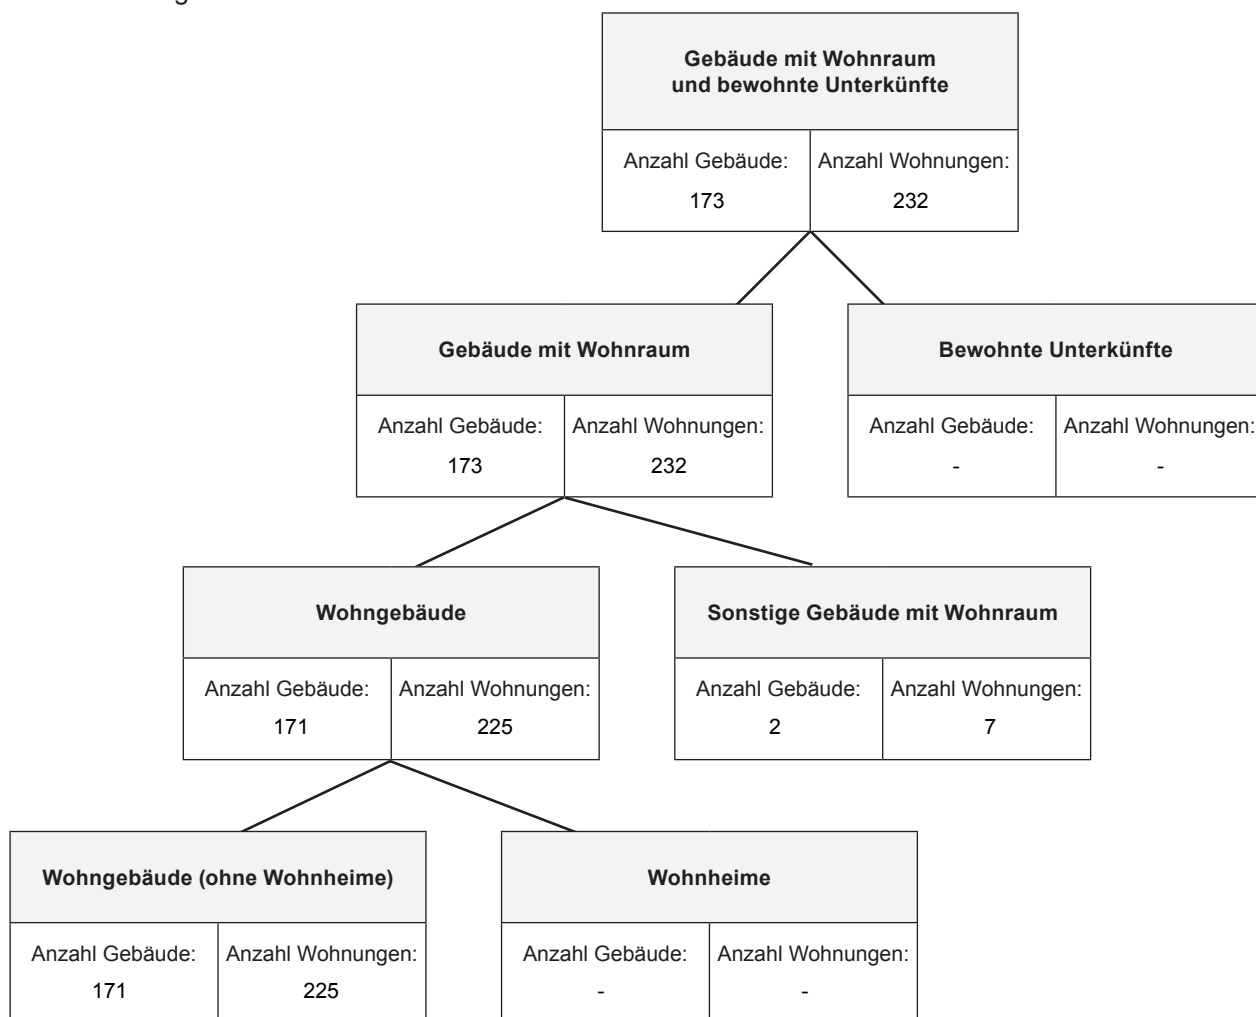 Gebäude mit Wohnraum
und bewohnte Unterkünfte
Anzahl Gebäude: Anzahl Wohnungen:
173 232
Gebäude mit Wohnraum
Anzahl Gebäude: Anzahl Wohnungen:
173 232
Bewohnte Unterkünfte
Anzahl Gebäude: Anzahl Wohnungen:
- -
Wohngebäude
Anzahl Gebäude: Anzahl Wohnungen:
171 225
Sonstige Gebäude mit Wohnraum
Anzahl Gebäude: Anzahl Wohnungen:
2 7
Wohngebäude (ohne Wohnheime)
Anzahl Gebäude: Anzahl Wohnungen:
171 225
Wohnheime
Anzahl Gebäude: Anzahl Wohnungen:
- -